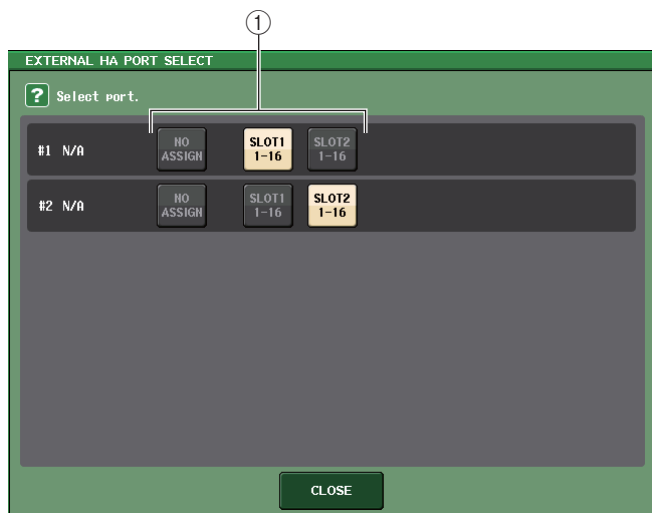 ①
EXTERNAL HA PORT SELECT
? Select port.
#1 N/A NO ASSIGN SLOT1 1-16 SLOT2 1-16
#2 N/A NO ASSIGN SLOT1 1-16 SLOT2 1-16
CLOSE